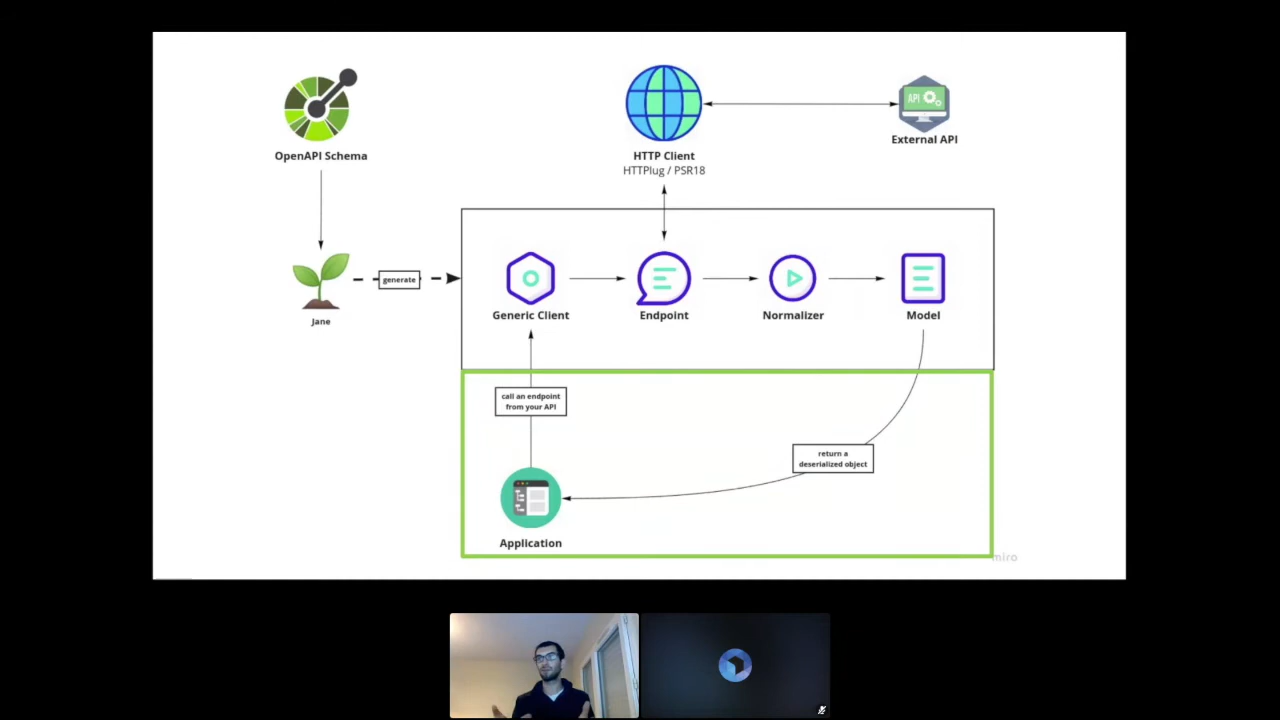 API
OpenAPI Schema
HTTP Client
HTTPlug / PSR18
External API
generate
Jane
Generic Client
Endpoint
Normalizer
Model
call an endpoint
from your API
return a
deserialized object
Application
miro